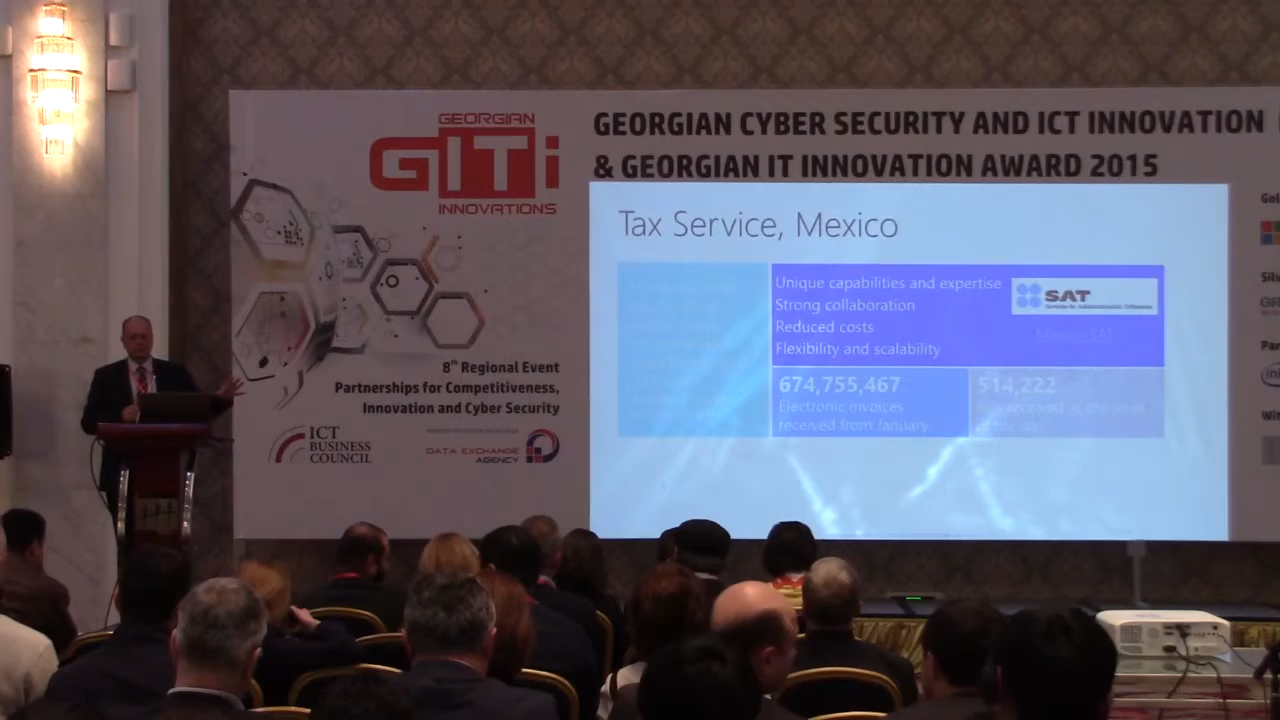 GEORGIAN
GITi
INNOVATIONS
GEORGIAN CYBER SECURITY AND ICT INNOVATION
& GEORGIAN IT INNOVATION AWARD 2015
8th Regional Event
Partnerships for Competitiveness,
Innovation and Cyber Security
ICT
BUSINESS
COUNCIL
DATA EXCHANGE
AGENCY
Tax Service, Mexico
Unique capabilities and expertise
Strong collaboration
Reduced costs
Flexibility and scalability
SAT
Mexico SAT
674,755,467
Electronic invoices
received from January
514,222